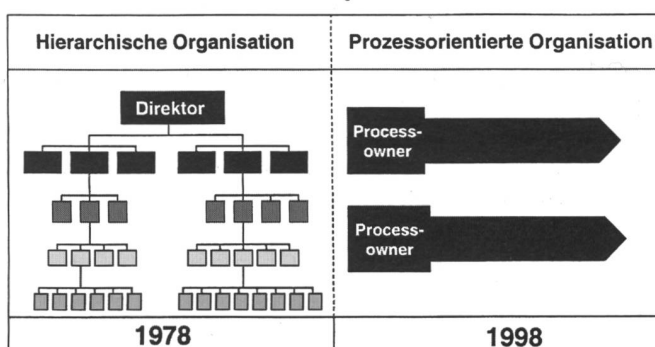 Hierarchische Organisation
Prozessorientierte Organisation
Direktor
Process-
owner
Process-
owner
1978
1998